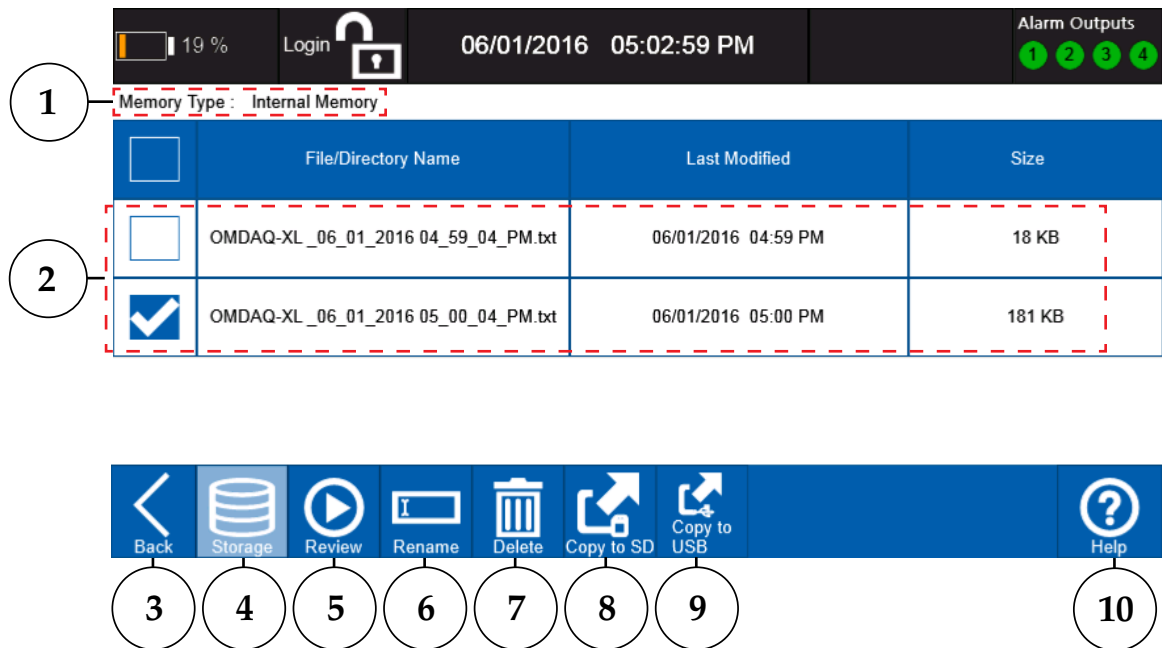 19 % Login 06/01/2016 05:02:59 PM Alarm Outputs
1 2 3 4
1 Memory Type : Internal Memory
File/Directory Name Last Modified Size
OMDAQ-XL _06_01_2016 04_59_04_PM.txt 06/01/2016 04:59 PM 18 KB
2
OMDAQ-XL _06_01_2016 05_00_04_PM.txt 06/01/2016 05:00 PM 181 KB
Back Storage Review Rename Delete Copy to SD Copy to USB Help
3 4 5 6 7 8 9 10